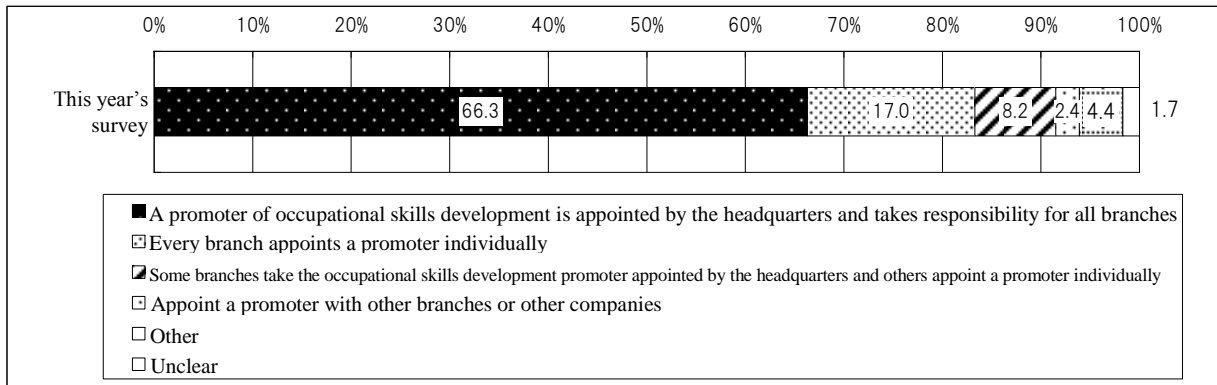 0% 10% 20% 30% 40% 50% 60% 70% 80% 90% 100%
This year's
survey
66.3 17.0 8.2 2.4 4.4 1.7
A promoter of occupational skills development is appointed by the headquarters and takes responsibility for all branches
Every branch appoints a promoter individually
Some branches take the occupational skills development promoter appointed by the headquarters and others appoint a promoter individually
Appoint a promoter with other branches or other companies
Other
Unclear